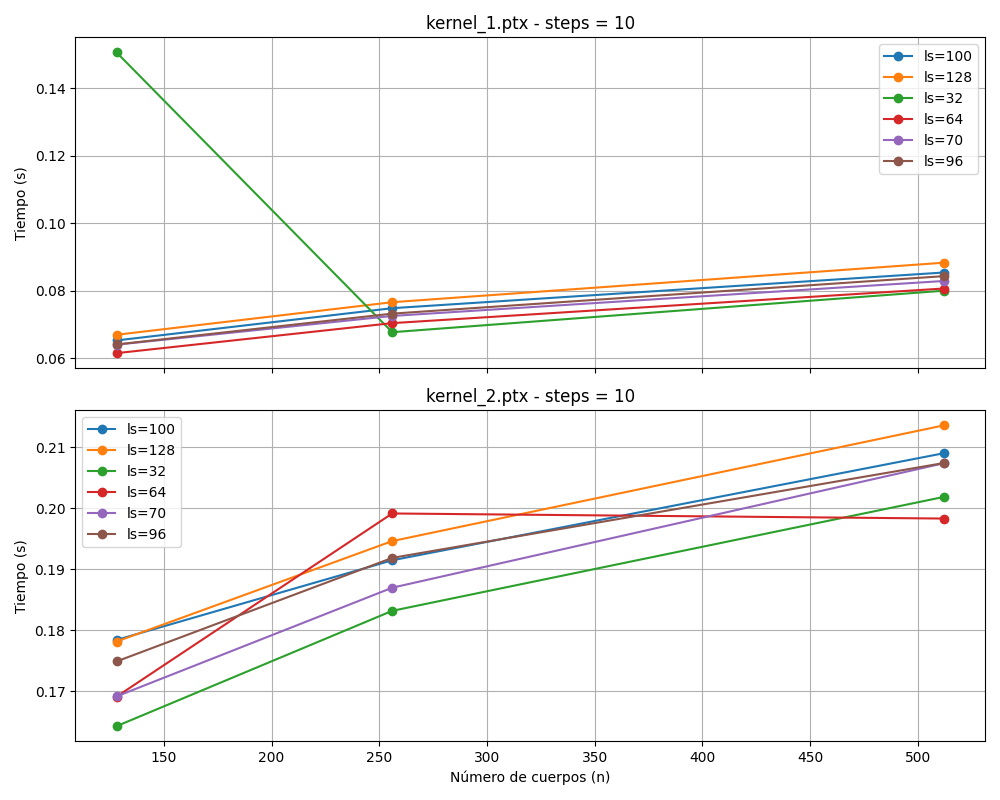 kernel_1.ptx - steps = 10
Tiempo (s)
0.14
0.12
0.10
0.08
0.06
ls=100
ls=128
ls=32
ls=64
ls=70
ls=96
kernel_2.ptx - steps = 10
Tiempo (s)
0.21
0.20
0.19
0.18
0.17
ls=100
ls=128
ls=32
ls=64
ls=70
ls=96
150 200 250 300 350 400 450 500
Número de cuerpos (n)